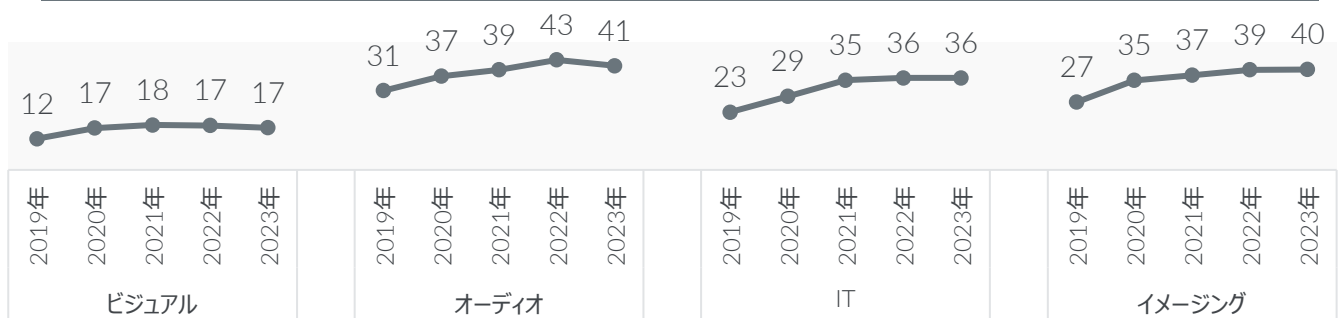 12 17 18 17 17
31 37 39 43 41
23 29 35 36 36
27 35 37 39 40
2019年 2020年 2021年 2022年 2023年
2019年 2020年 2021年 2022年 2023年
2019年 2020年 2021年 2022年 2023年
2019年 2020年 2021年 2022年 2023年
ビジュアル
オーディオ
IT
イメージング